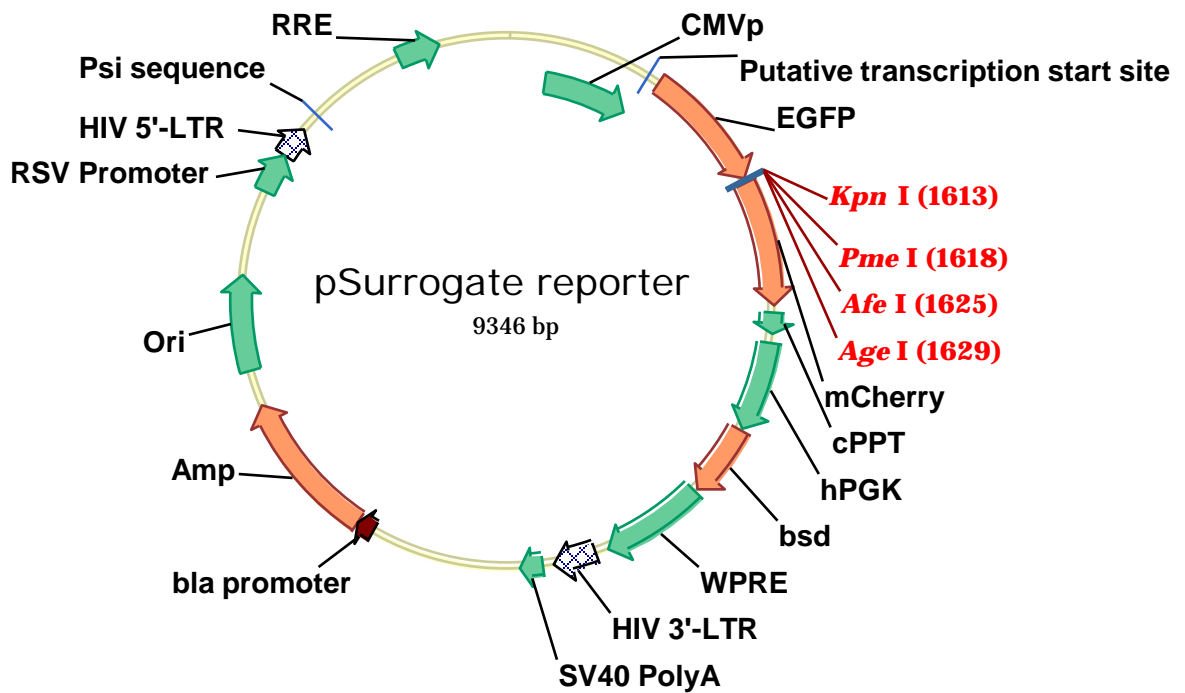 RRE
CMVp
Psi sequence
Putative transcription start site
HIV 5'-LTR
EGFP
RSV Promoter
Kpn I (1613)
Pme I (1618)
pSurrogate reporter
9346 bp
Afe I (1625)
Ori
Age I (1629)
mCherry
cPPT
Amp
hPGK
bsd
bla promoter
WPRE
HIV 3'-LTR
SV40 PolyA